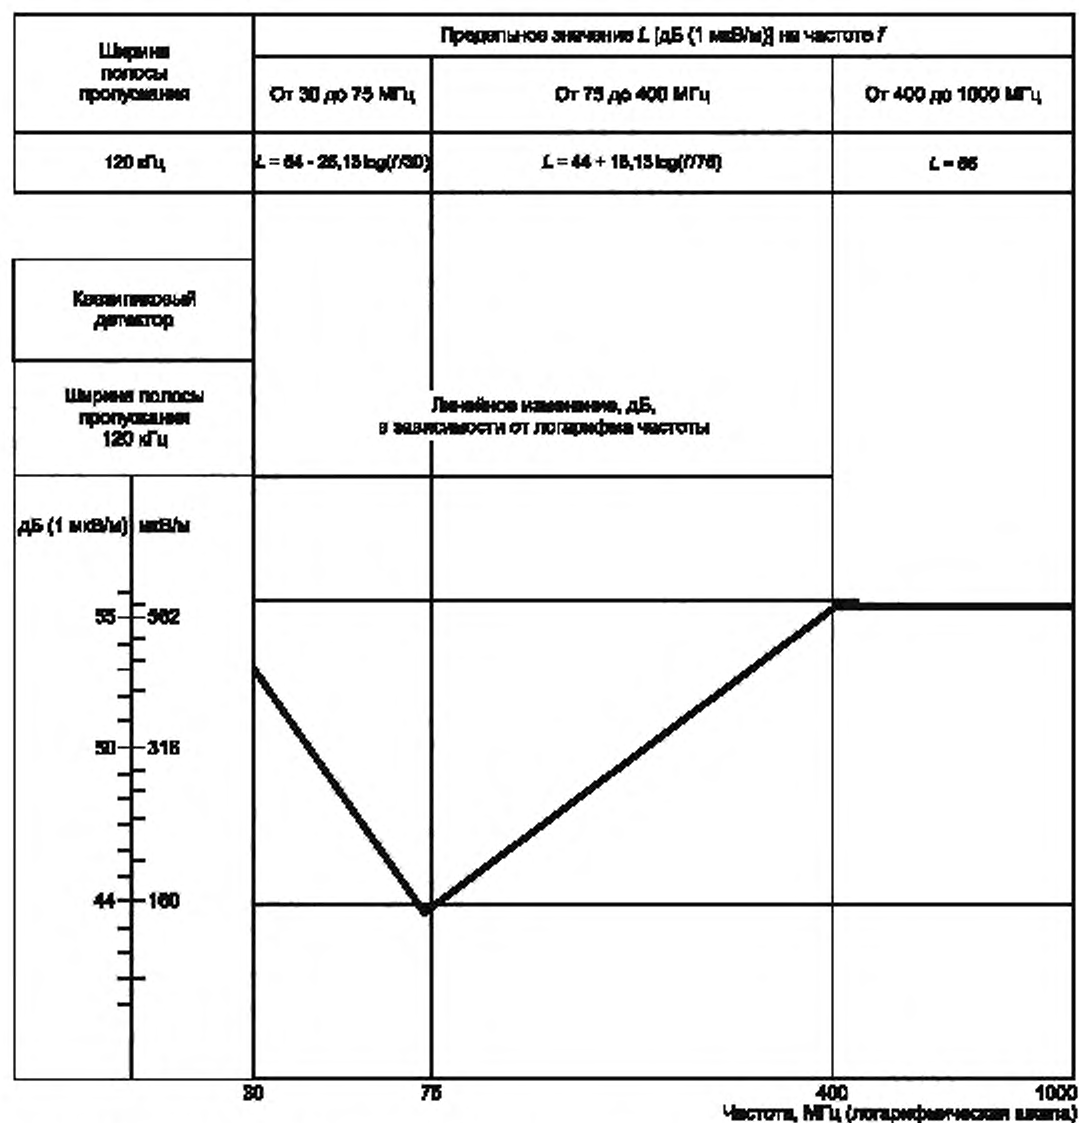 Ширина
полосы
пропускания
Предельное значение L [дБ (1 мкВ/м)] на частоте f
От 30 до 75 МГц
От 75 до 400 МГц
От 400 до 1000 МГц
120 кГц
L = 54 - 25,13 log(f/30)
L = 44 + 15,13 log(f/75)
L = 55
Квазипиковый
детектор
Ширина полосы
пропускания
120 кГц
Линейное изменение, дБ,
в зависимости от логарифма частоты
дБ (1 мкВ/м) мкВ/м
55 562
50 316
44 160
30 75 400 1000
Частота, МГц (логарифмическая шкала)